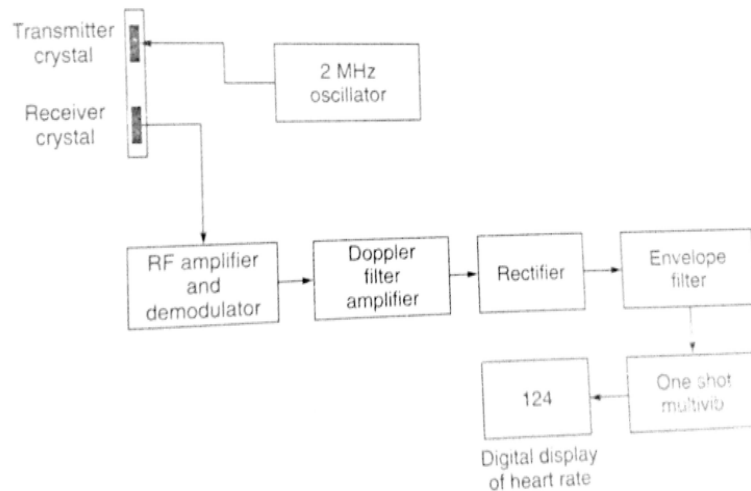 Transmitter
crystal
2 MHz
oscillator
Receiver
crystal
RF amplifier
and
demodulator
Doppler
filter
amplifier
Rectifier
Envelope
filter
One shot
multivib
124
Digital display
of heart rate